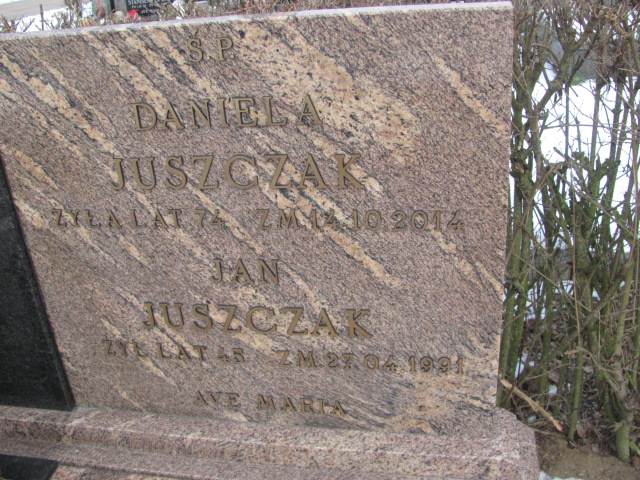 Ś.P.
DANIELA
JUSZCZAK
ŻYŁA LAT 74 ZM. 14.10.2014
JAN
JUSZCZAK
ŻYŁ LAT 45 ZM. 27.04.1991
AVE MARIA